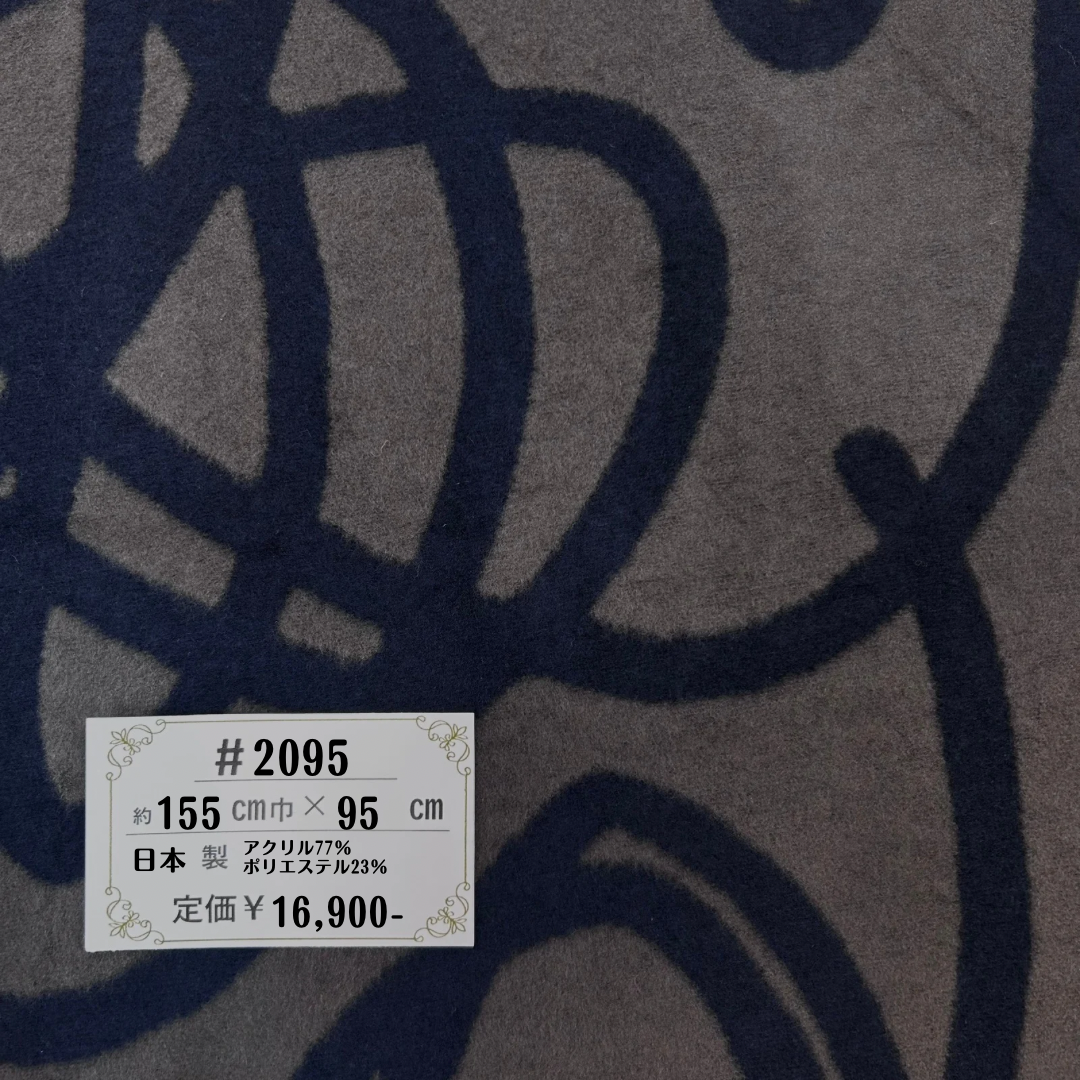 #2095
約155cm巾×95 cm
日本 製 アクリル77%
ポリエステル23%
定価¥16,900-